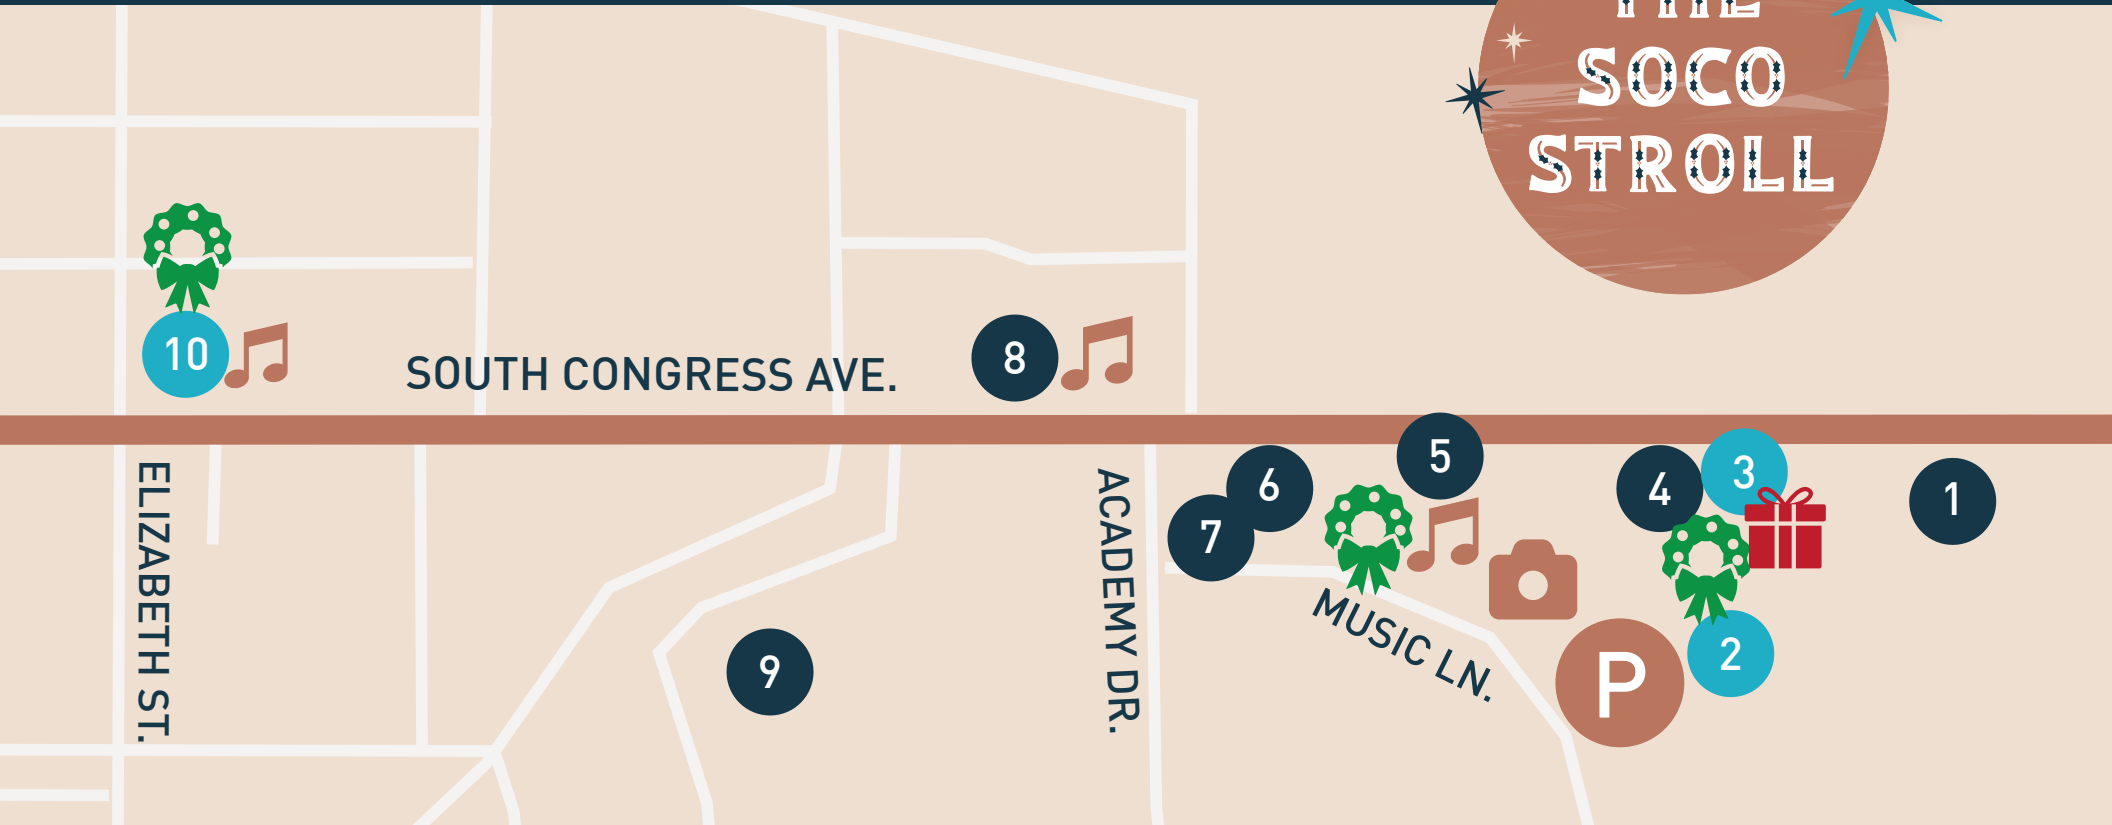 SOCO
STROLL
10
SOUTH CONGRESS AVE.
8
ELIZABETH ST.
ACADEMY DR.
7
6
5
4
3
1
MUSIC LN.
9
P
2